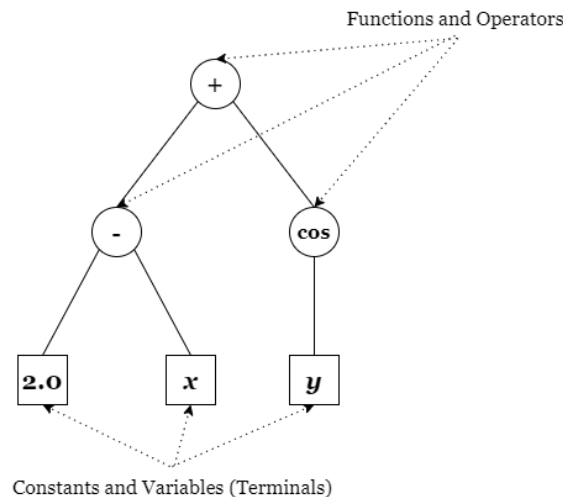 Functions and Operators
+
-
cos
2.0
x
y
Constants and Variables (Terminals)